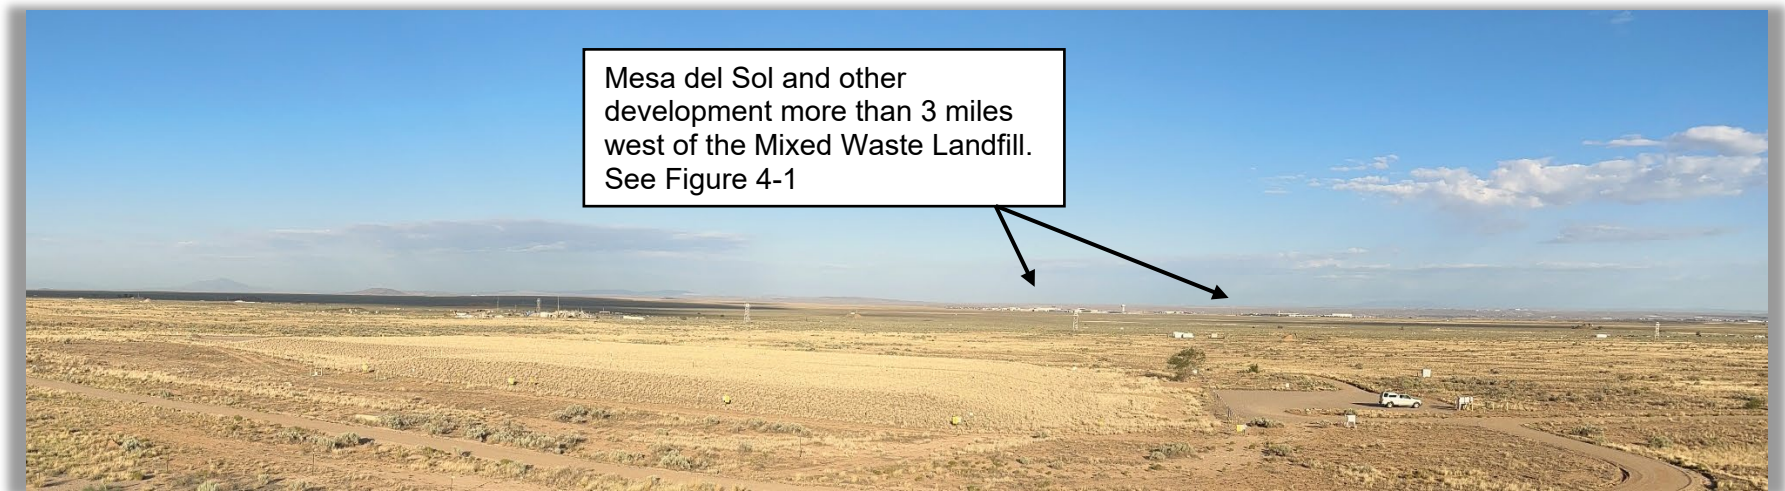 Mesa del Sol and other
development more than 3 miles
west of the Mixed Waste Landfill.
See Figure 4-1